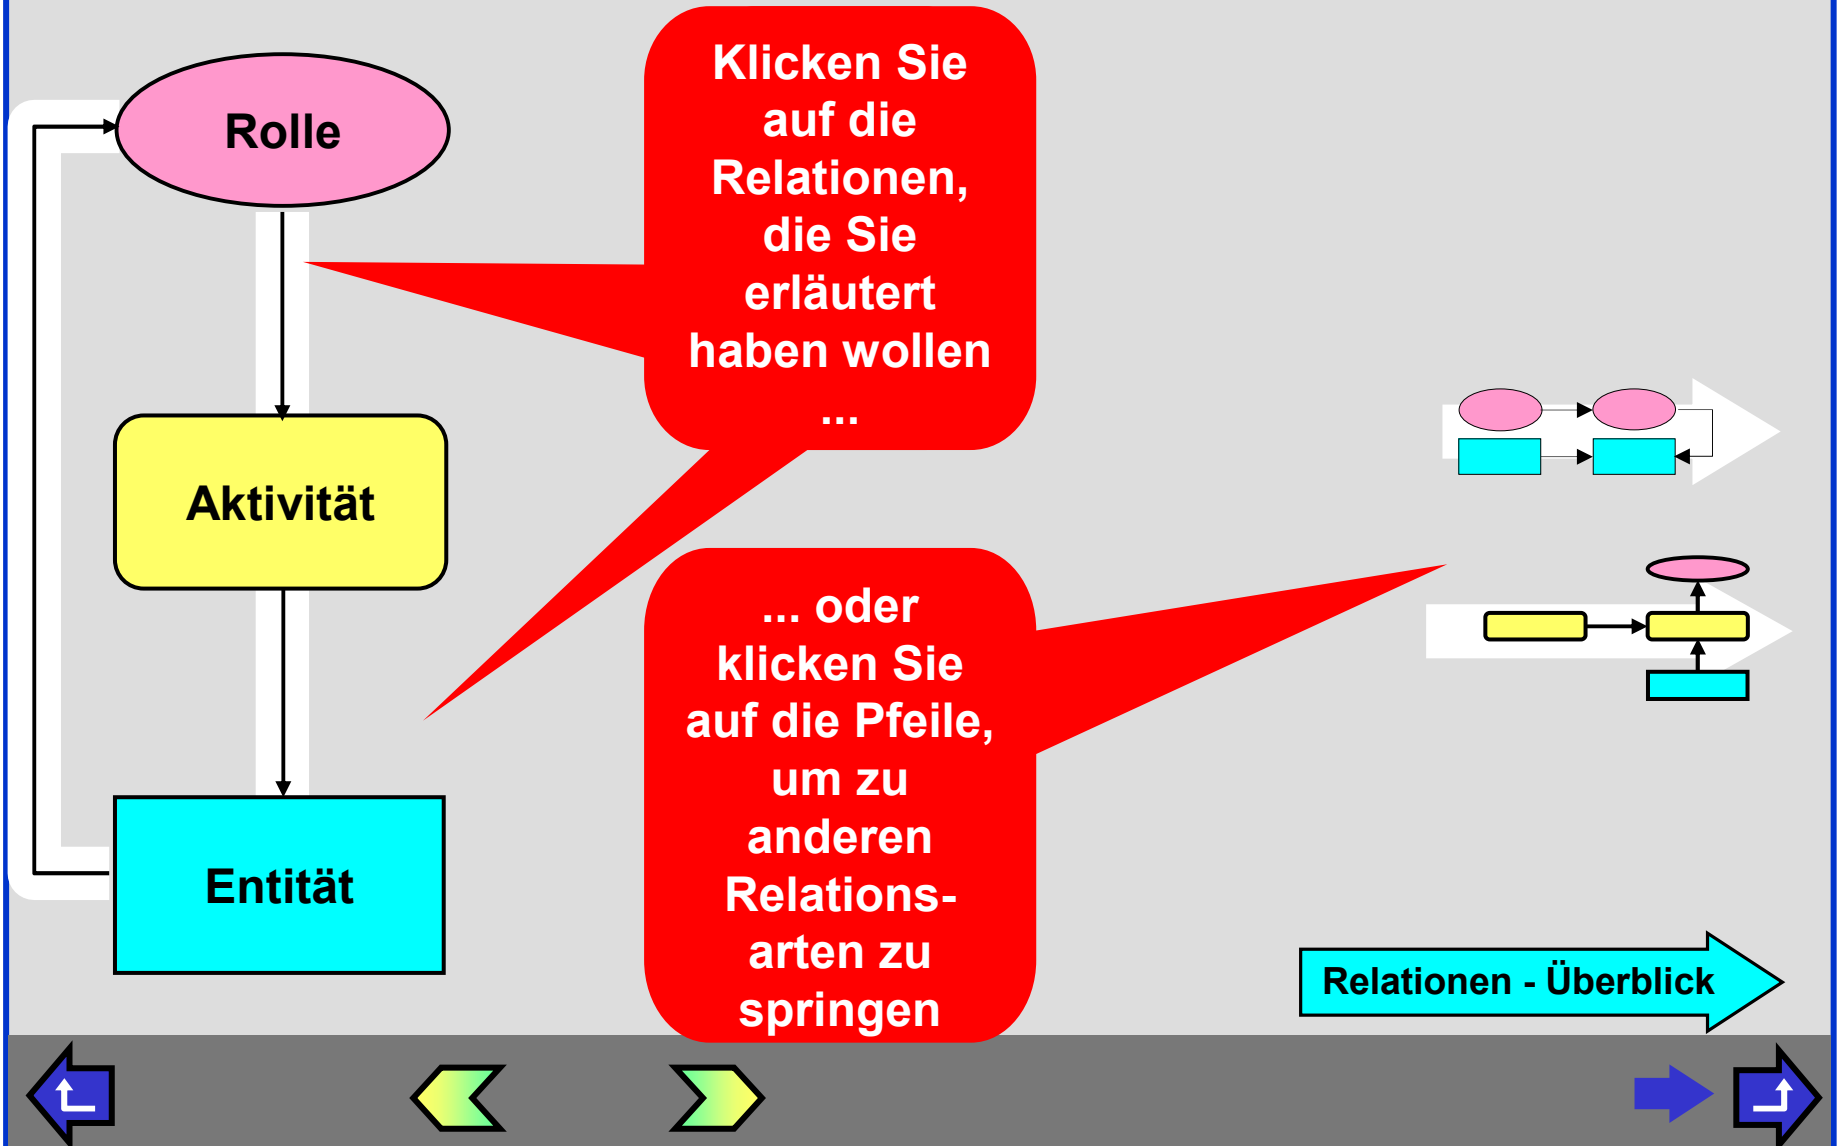 Rolle
Aktivität
Entität
Klicken Sie
auf die
Relationen,
die Sie
erläutert
haben wollen
...
... oder
klicken Sie
auf die Pfeile,
um zu
anderen
Relations-
arten zu
springen
Relationen - Überblick